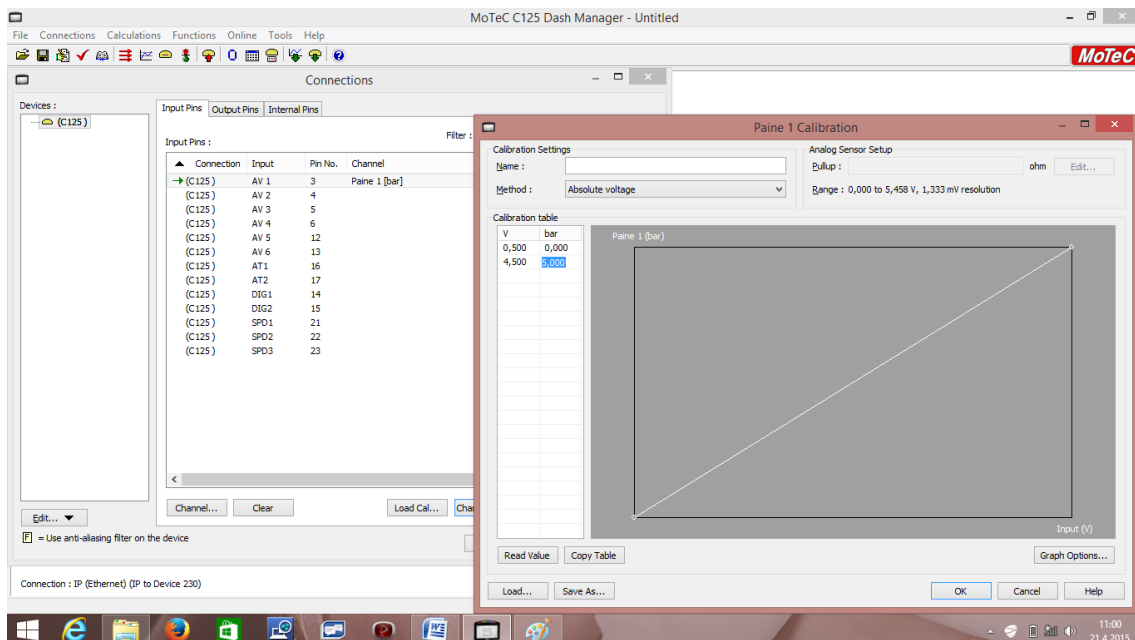 MoTeC C125 Dash Manager - Untitled
File Connections Calculations Functions Online Tools Help
MoTeC
Connections
Devices :
(C125 )
Input Pins Output Pins Internal Pins
Filter :
Input Pins :
Connection Input Pin No. Channel
(C125 ) AV 1 3 Paine 1 [bar]
(C125 ) AV 2 4
(C125 ) AV 3 5
(C125 ) AV 4 6
(C125 ) AV 5 12
(C125 ) AV 6 13
(C125 ) AT1 16
(C125 ) AT2 17
(C125 ) DIG1 14
(C125 ) DIG2 15
(C125 ) SPD1 21
(C125 ) SPD2 22
(C125 ) SPD3 23
Channel... Clear Load Cal...
Edit...
F = Use anti-aliasing filter on the device
Connection : IP (Ethernet) (IP to Device 230)
Paine 1 Calibration
Calibration Settings
Name :
Method : Absolute voltage
Analog Sensor Setup
Pullup : ohm Edit...
Range : 0,000 to 5,458 V, 1,333 mV resolution
Calibration table
V bar
0,500 0,000
4,500 5,000
Paine 1 (bar)
Input (V)
Read Value Copy Table Graph Options...
Load... Save As... OK Cancel Help
11:00
21.4.2015